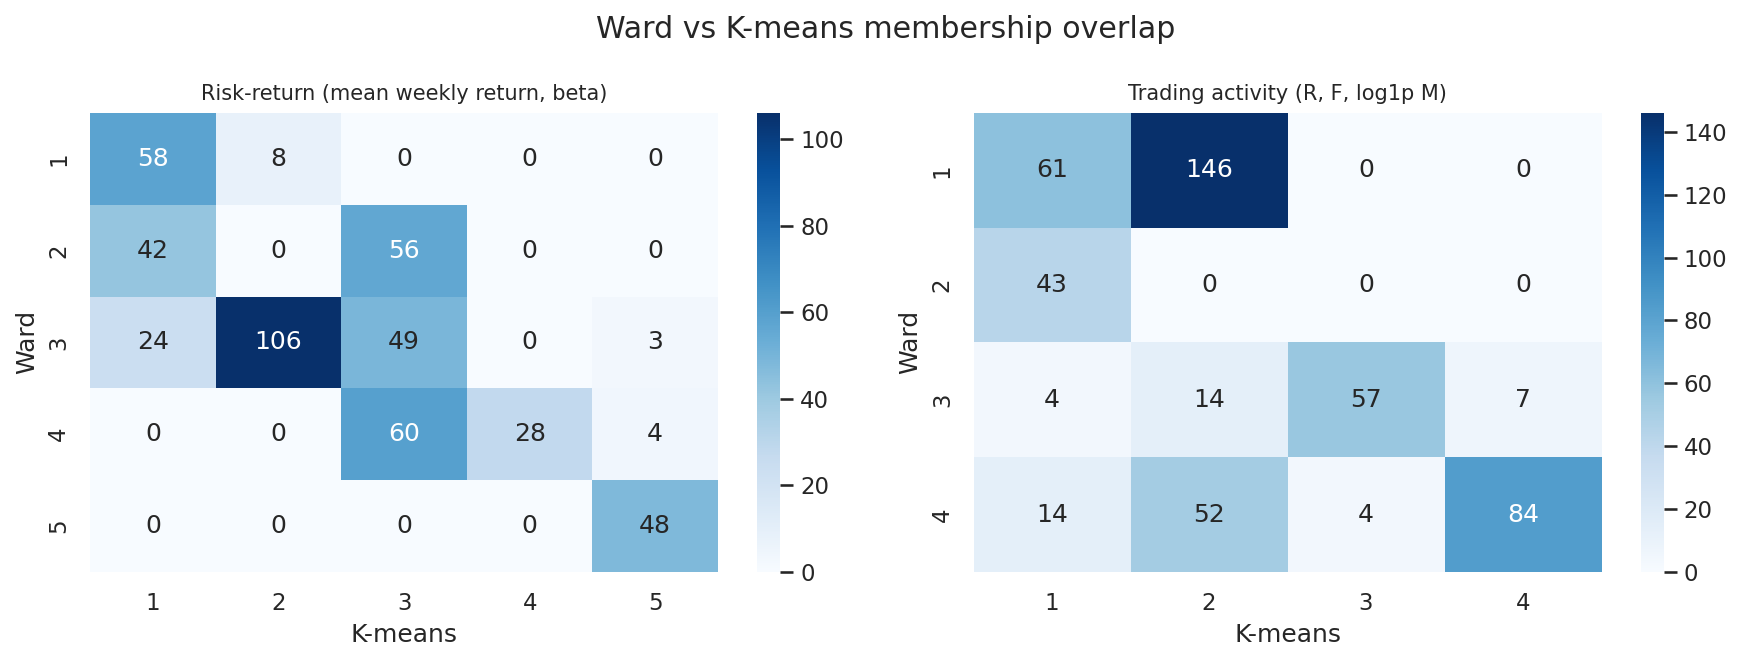 Ward vs K-means membership overlap
Risk-return (mean weekly return, beta)
Ward
1 58 8 0 0 0
2 42 0 56 0 0
3 24 106 49 0 3
4 0 0 60 28 4
5 0 0 0 0 48
1 2 3 4 5
K-means
100
80
60
40
20
0
Trading activity (R, F, log1p M)
Ward
1 61 146 0 0
2 43 0 0 0
3 4 14 57 7
4 14 52 4 84
1 2 3 4
K-means
140
120
100
80
60
40
20
0